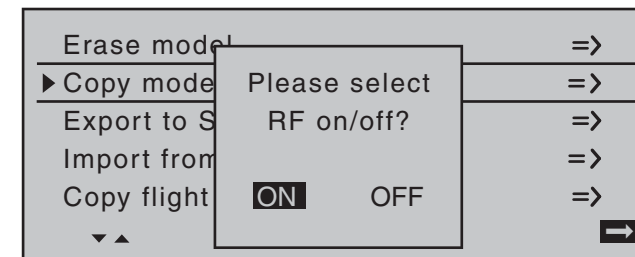 Erase model =>
Copy mode =>
Export to S =>
Import from =>
Copy flight =>
Please select
RF on/off?
ON OFF